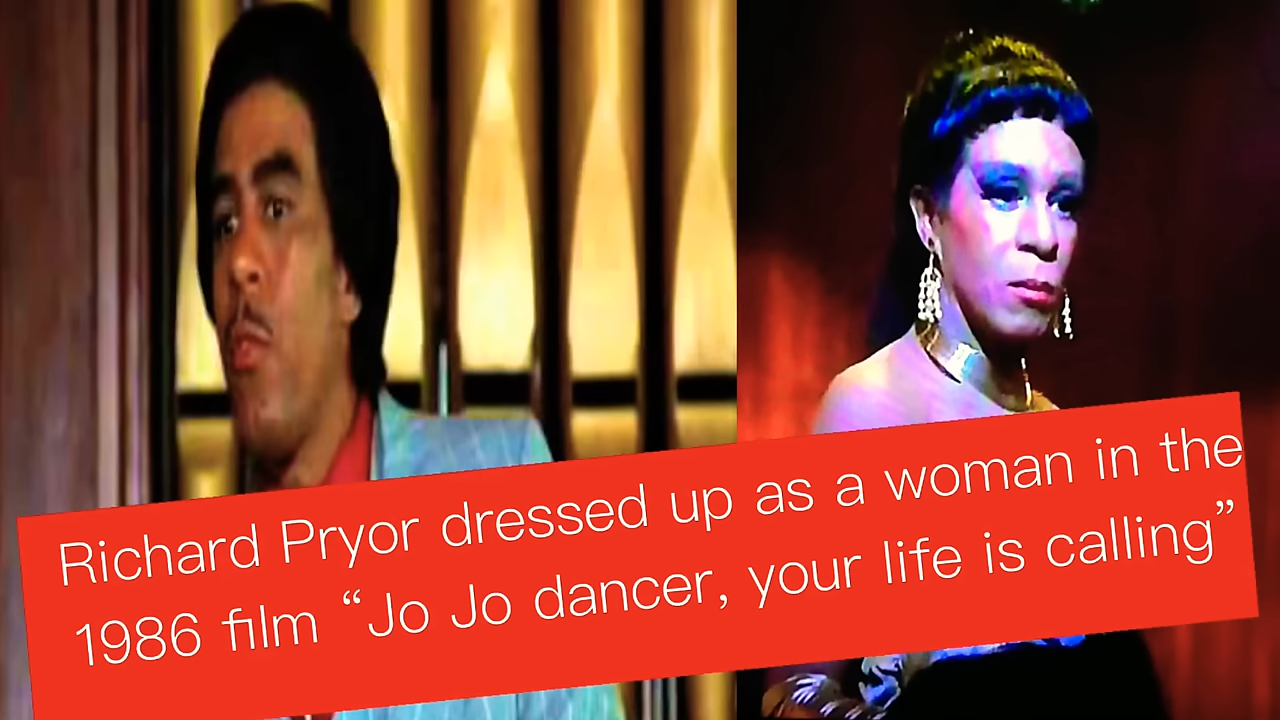 Richard Pryor dressed up as a woman in the
1986 film “Jo Jo dancer, your life is calling”